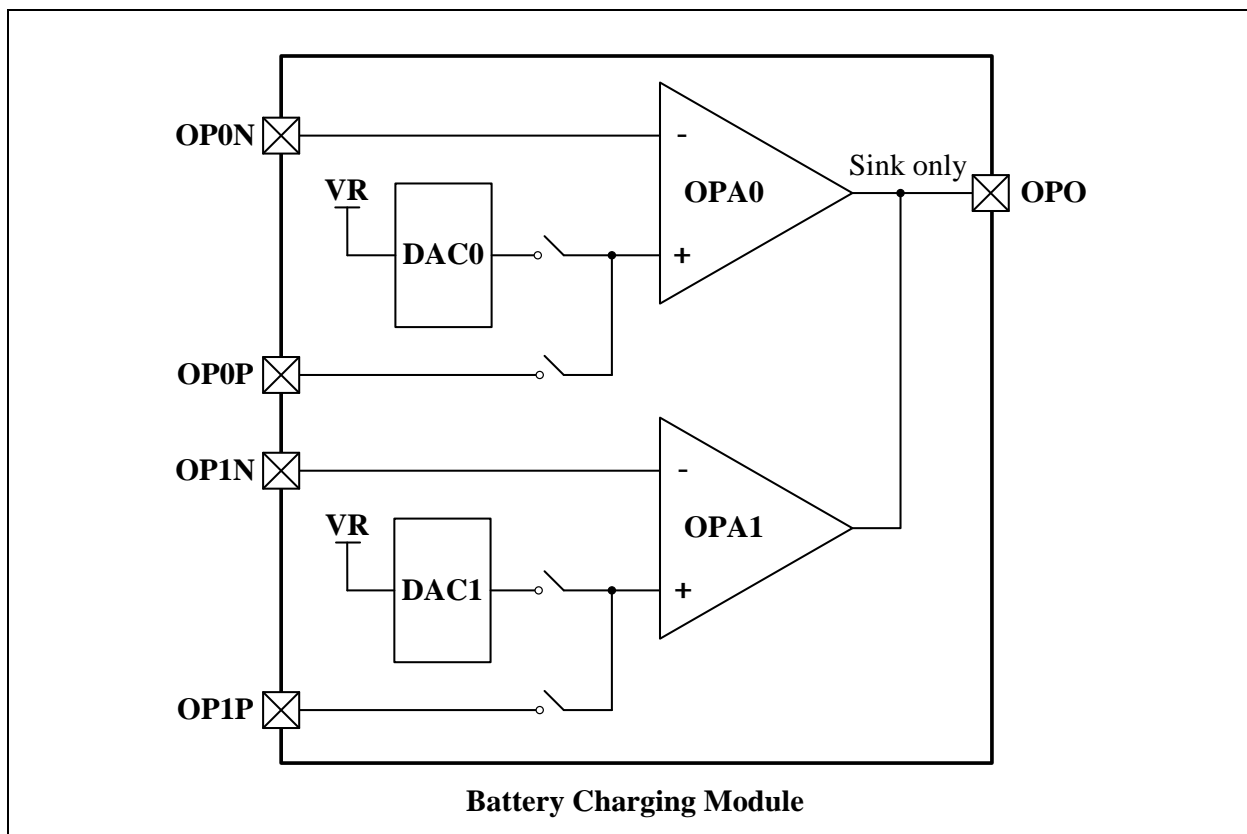 OP0N
-
Sink only
VR
OPA0
OPO
DAC0
+
OP0P
OP1N
-
VR
OPA1
DAC1
+
OP1P
Battery Charging Module